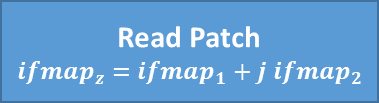 Read Patch
ifmap_z = ifmap_1 + j ifmap_2